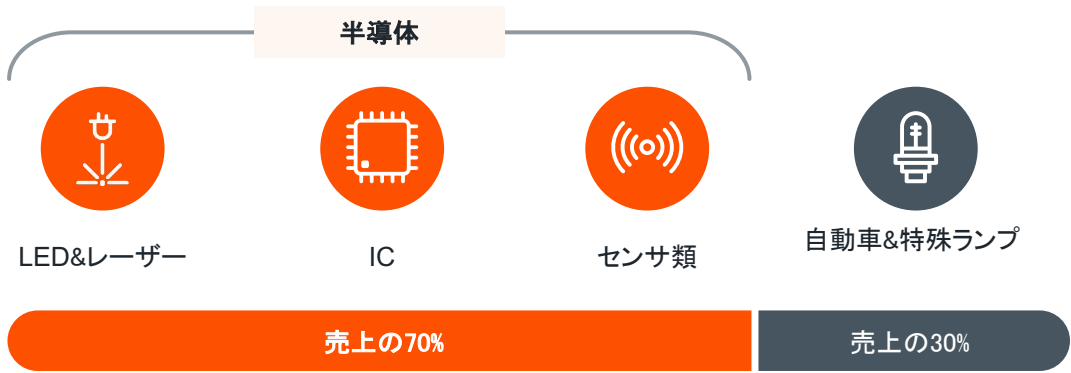 半導体
LED&レーザー
IC
センサ類
自動車&特殊ランプ
売上の70%
売上の30%